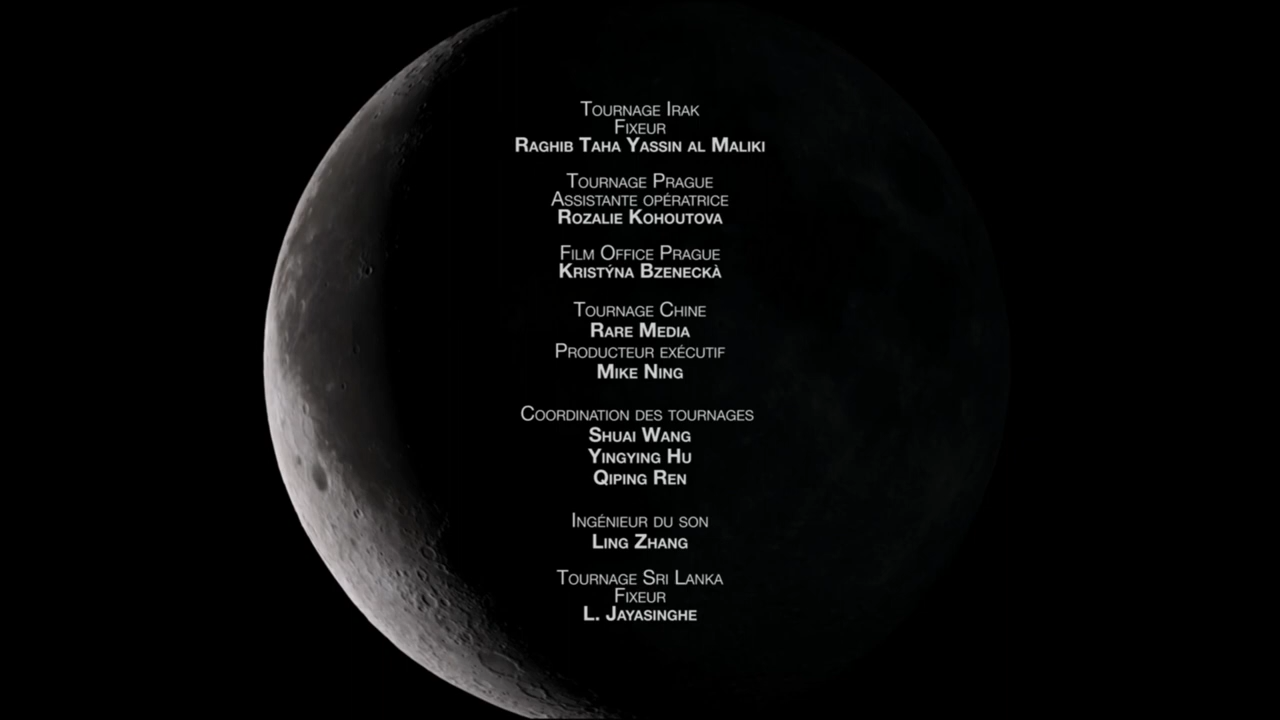 Tournage Irak
Fixeur
Raghib Taha Yassin al Maliki
Tournage Prague
Assistante opératrice
Rozalie Kohoutova
Film Office Prague
Kristýna Bzeneckà
Tournage Chine
Rare Media
Producteur exécutif
Mike Ning
Coordination des tournages
Shuai Wang
Yingying Hu
Qiping Ren
Ingénieur du son
Ling Zhang
Tournage Sri Lanka
Fixeur
L. Jayasinghe